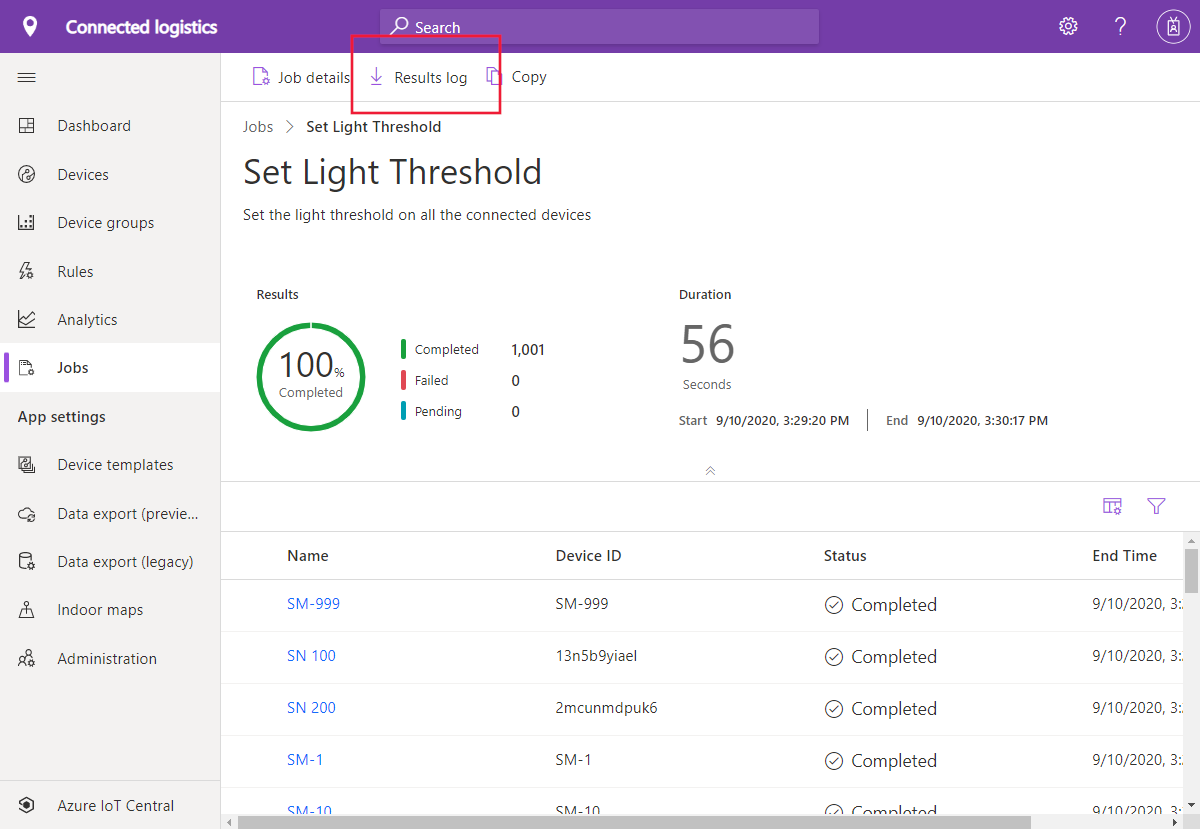 Connected logistics
Search
?
Job details
Results log
Copy
Dashboard
Devices
Device groups
Rules
Analytics
Jobs
App settings
Device templates
Data export (previe...
Data export (legacy)
Indoor maps
Administration
Azure IoT Central
Jobs > Set Light Threshold
Set Light Threshold
Set the light threshold on all the connected devices
Results
100%
Completed
Completed 1,001
Failed 0
Pending 0
Duration
56
Seconds
Start 9/10/2020, 3:29:20 PM | End 9/10/2020, 3:30:17 PM
Name Device ID Status End Time
SM-999 SM-999 Completed 9/10/2020, 3:
SN 100 13n5b9yiael Completed 9/10/2020, 3:
SN 200 2mcunmdpuk6 Completed 9/10/2020, 3:
SM-1 SM-1 Completed 9/10/2020, 3:
SM-10 SM-10 Completed 9/10/2020, 3: